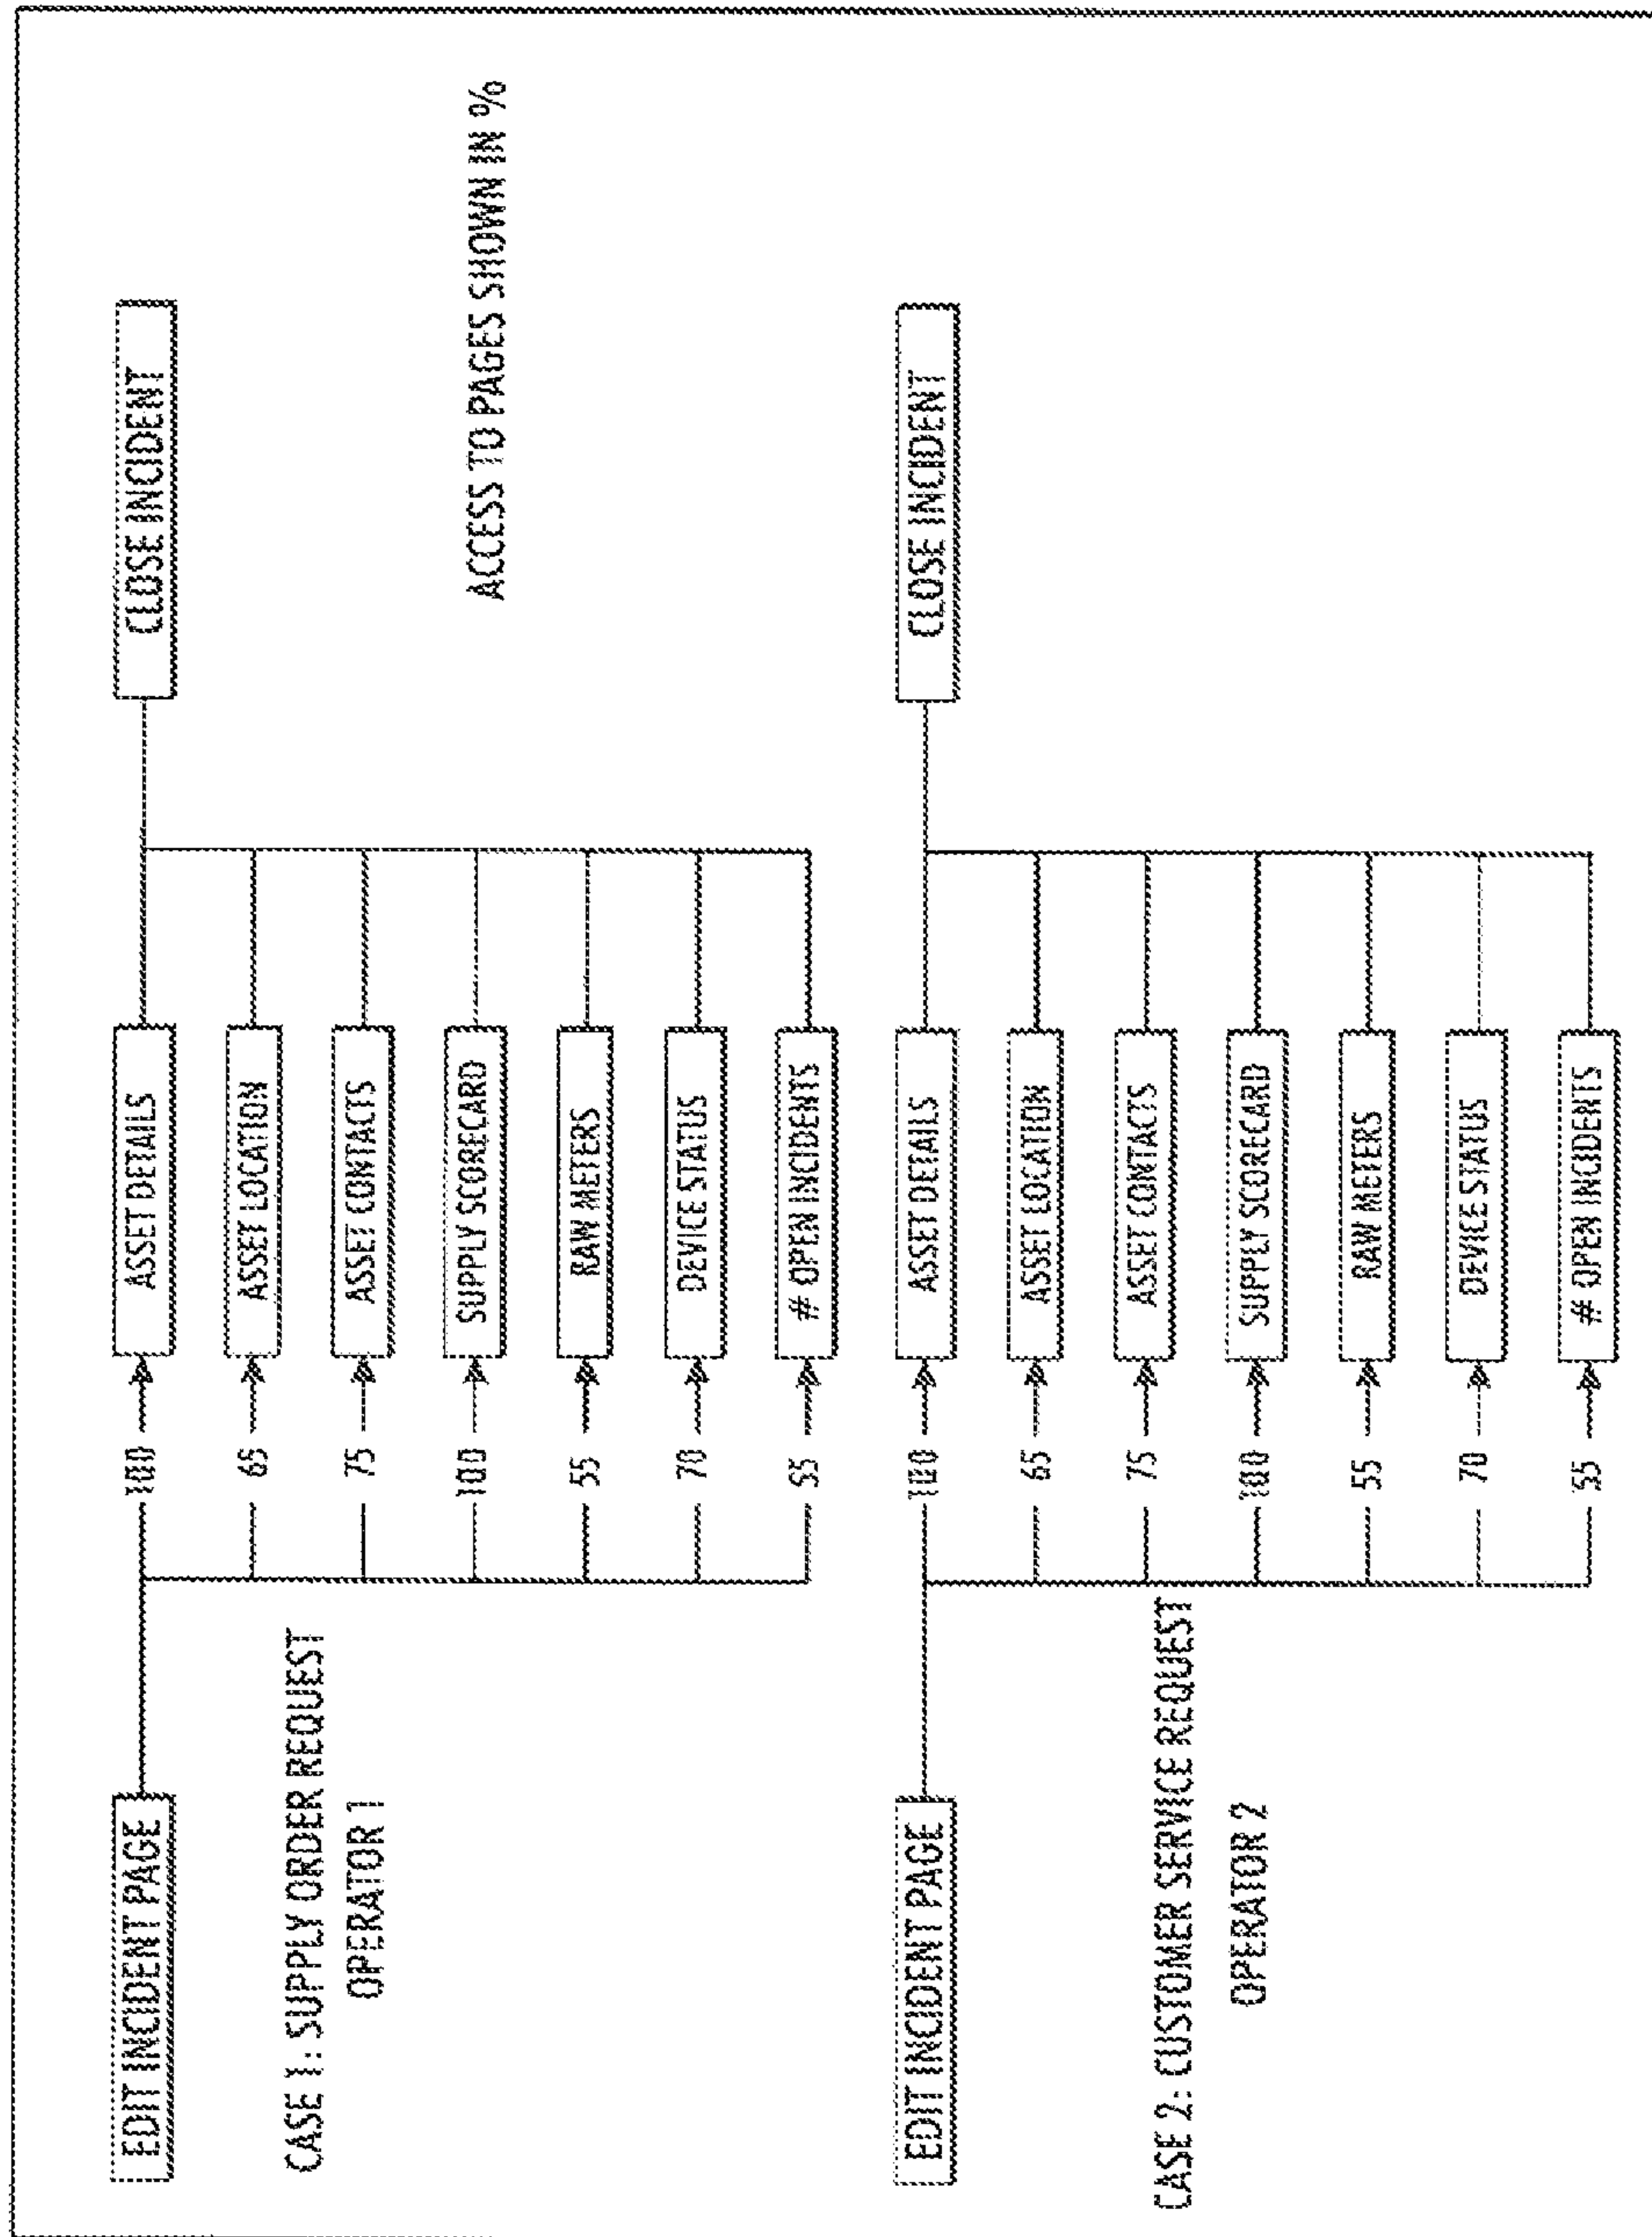 EDIT INCIDENT PAGE
CASE 1: SUPPLY ORDER REQUEST
OPERATOR 1
100
ASSET DETAILS
65
ASSET LOCATION
75
ASSET CONTACTS
100
SUPPLY SCORECARD
55
RAW METERS
70
DEVICE STATUS
55
# OPEN INCIDENTS
CLOSE INCIDENT
ACCESS TO PAGES SHOWN IN %
EDIT INCIDENT PAGE
CASE 2: CUSTOMER SERVICE REQUEST
OPERATOR 2
100
ASSET DETAILS
65
ASSET LOCATION
75
ASSET CONTACTS
100
SUPPLY SCORECARD
55
RAW METERS
70
DEVICE STATUS
55
# OPEN INCIDENTS
CLOSE INCIDENT